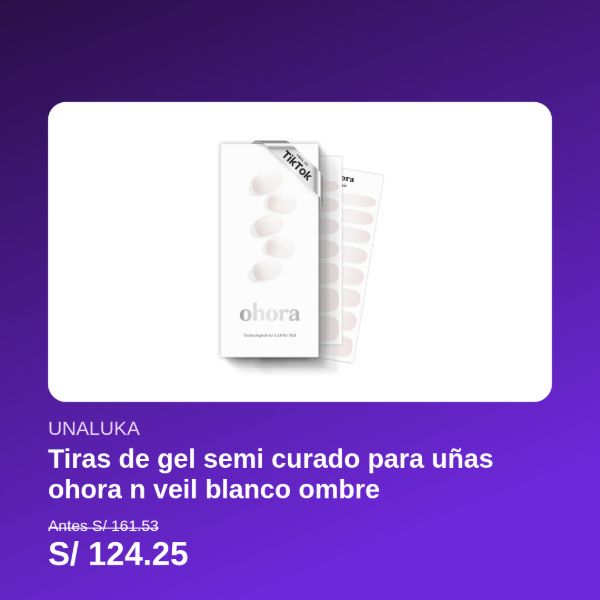 TikTok
ora
ohora
UNALUKA
Tiras de gel semi curado para uñas
ohora n veil blanco ombre
Antes S/ 161.53
S/ 124.25